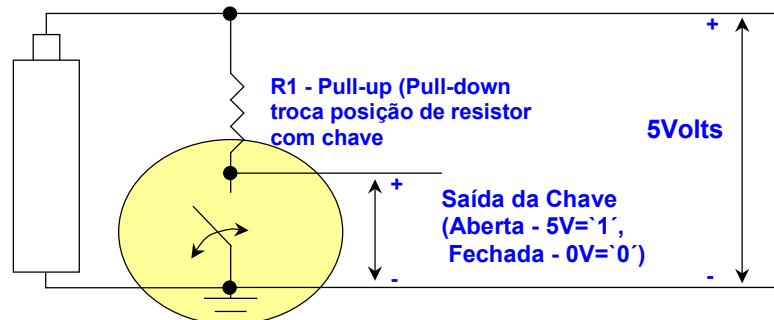 +
R1 - Pull-up (Pull-down
troca posição de resistor
com chave
5Volts
+
Saída da Chave
(Aberta - 5V=`1´,
Fechada - 0V=`0´)
-
-